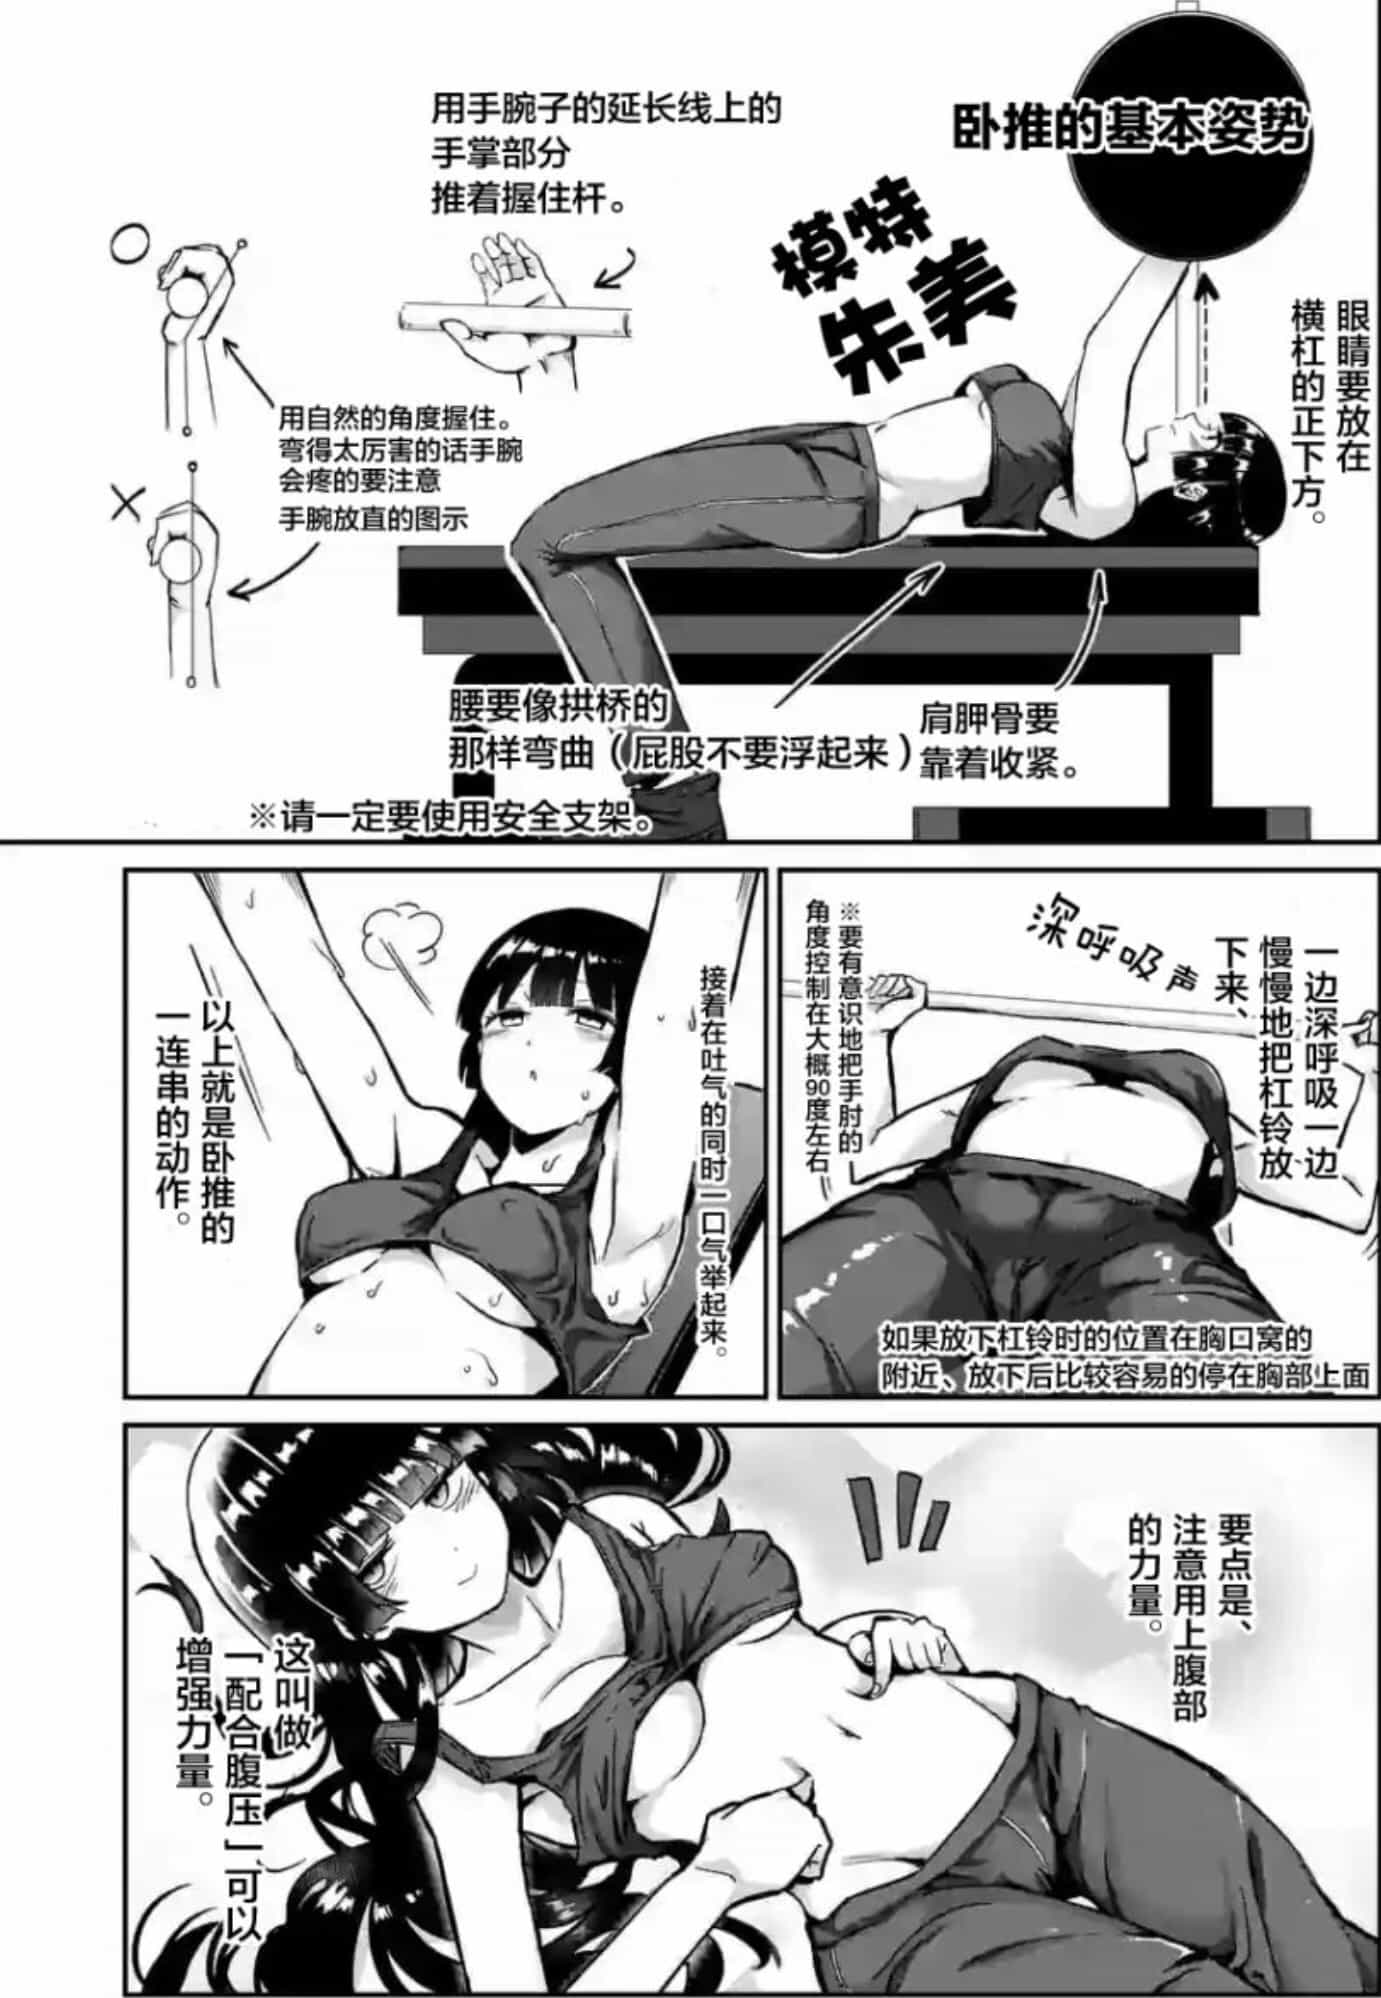 卧推的基本姿势
模特
朱美
眼睛要放在
横杠的正下方。
用手腕子的延长线上的
手掌部分
推着握住杆。
用自然的角度握住。
弯得太厉害的话手腕
会疼的要注意
手腕放直的图示
腰要像拱桥的
那样弯曲（屁股不要浮起来）
肩胛骨要
靠着收紧。
※请一定要使用安全支架。
一边深呼吸一边
慢慢地把杠铃放
下来、
深呼吸声
※要有意识地把手肘的
角度控制在大概90度左右
如果放下杠铃时的位置在胸口窝的
附近、放下后比较容易的停在胸部上面
接着在吐气的同时一口气举起来。
以上就是卧推的
一连串的动作。
要点是、
注意用上腹部
的力量。
这叫做
「配合腹压」可以
增强力量。